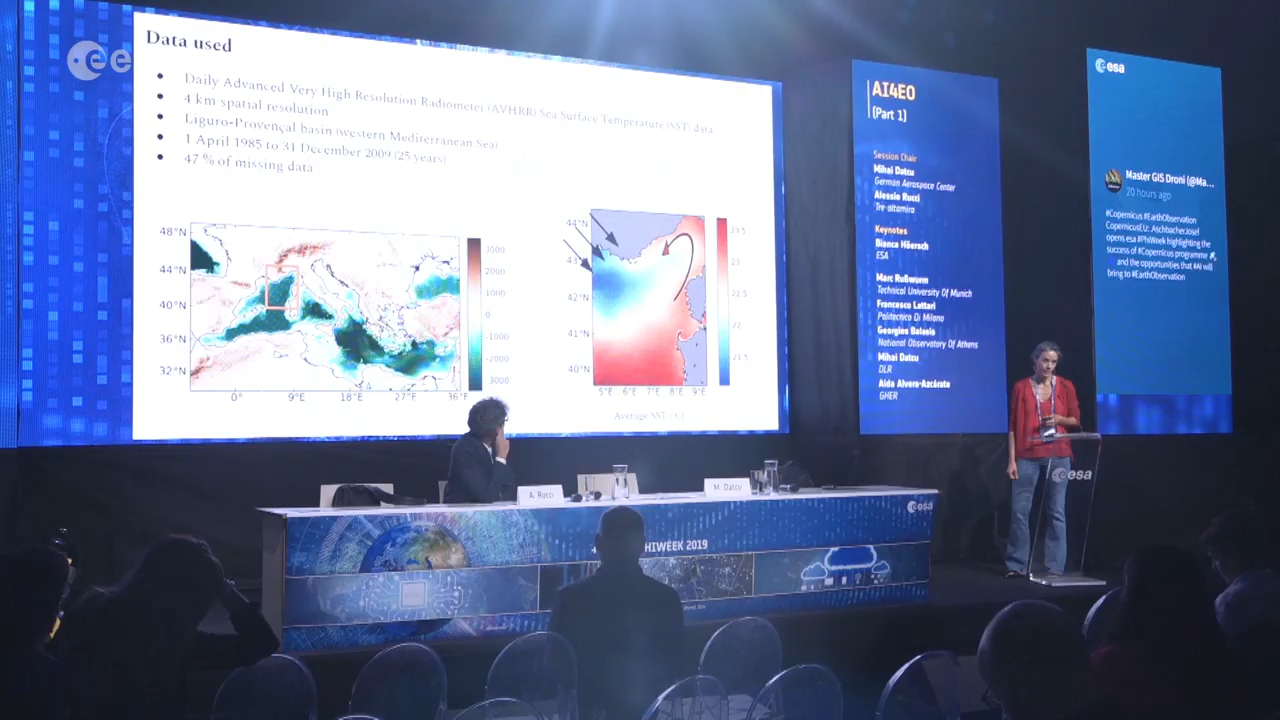 Data used
• Daily Advanced Very High Resolution Radiometer (AVHRR) Sea Surface Temperature (SST) data
• 4 km spatial resolution
• Liguro-Provençal basin (western Mediterranean Sea)
• 1 April 1985 to 31 December 2009 (25 years)
• 47 % of missing data
48°N
44°N
40°N
36°N
32°N
0°
9°E
18°E
27°E
36°E
3000
2000
1000
0
-1000
-2000
3000
44°N
43
42°N
41°N
40°N
5°E
6°E
7°E
8°E
9°E
22.5
22
21.5
Average SST
AI4EO
(Part 1)
Session Chair
Mihai Datcu
German Aerospace Center
Alessio Rucci
Tre-altamira
Keynotes
Bianca Höersch
ESA
Marc Rußwurm
Technical University Of Munich
Francesco Lattari
Politecnico Di Milano
Georgios Balasis
National Observatory Of Athens
Mihai Datcu
DLR
Aida Alvera-Azcárate
GHER
esa
Master GIS Droni (@Ma...
20 hours ago
#Copernicus #EarthObservation
CopernicusEU: AschbacherJosef
opens esa #PhiWeek highlighting the
success of #Copernicus programme
and the opportunities that #AI will
bring to #EarthObservation
A. Rucci
M. Datcu
esa
HIWEEK 2019
esa